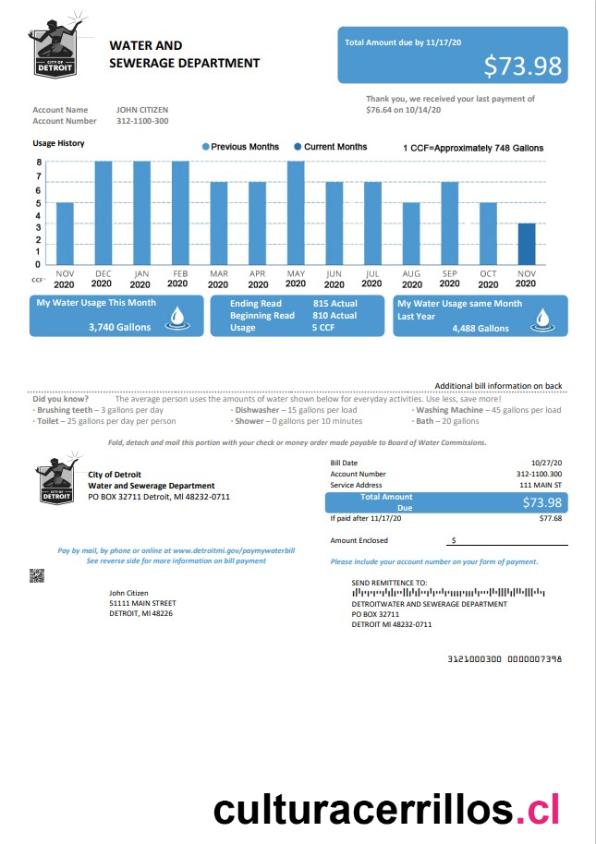 CITY OF
DETROIT
WATER AND
SEWERAGE DEPARTMENT
Total Amount due by 11/17/20
$73.98
Thank you, we received your last payment of
$76.64 on 10/14/20
Account Name JOHN CITIZEN
Account Number 312-1100-300
Usage History
Previous Months Current Months 1 CCF=Approximately 748 Gallons
8
7
6
5
4
3
2
1
0
CCF
NOV DEC JAN FEB MAR APR MAY JUN JUL AUG SEP OCT NOV
2020 2020 2020 2020 2020 2020 2020 2020 2020 2020 2020 2020 2020
My Water Usage This Month
3,740 Gallons
Ending Read 815 Actual
Beginning Read 810 Actual
Usage 5 CCF
My Water Usage same Month
Last Year
4,488 Gallons
Additional bill information on back
Did you know? The average person uses the amounts of water shown below for everyday activities. Use less, save more!
· Brushing teeth – 3 gallons per day · Dishwasher – 15 gallons per load · Washing Machine – 45 gallons per load
· Toilet – 25 gallons per day per person · Shower – 0 gallons per 10 minutes · Bath – 20 gallons
Fold, detach and mail this portion with your check or money order made payable to Board of Water Commissions.
CITY OF
DETROIT
City of Detroit
Water and Sewerage Department
PO BOX 32711 Detroit, MI 48232-0711
Bill Date 10/27/20
Account Number 312-1100.300
Service Address 111 MAIN ST
Total Amount
Due
$73.98
If paid after 11/17/20 $77.68
Amount Enclosed $
Pay by mail, by phone or online at www.detroitmi.gov/paymywaterbill
See reverse side for more information on bill payment
Please include your account number on your form of payment.
John Citizen
51111 MAIN STREET
DETROIT, MI 48226
SEND REMITTANCE TO:
DETROITWATER AND SEWERAGE DEPARTMENT
PO BOX 32711
DETROIT MI 48232-0711
3121000300 0000007398
culturacerrillos.cl